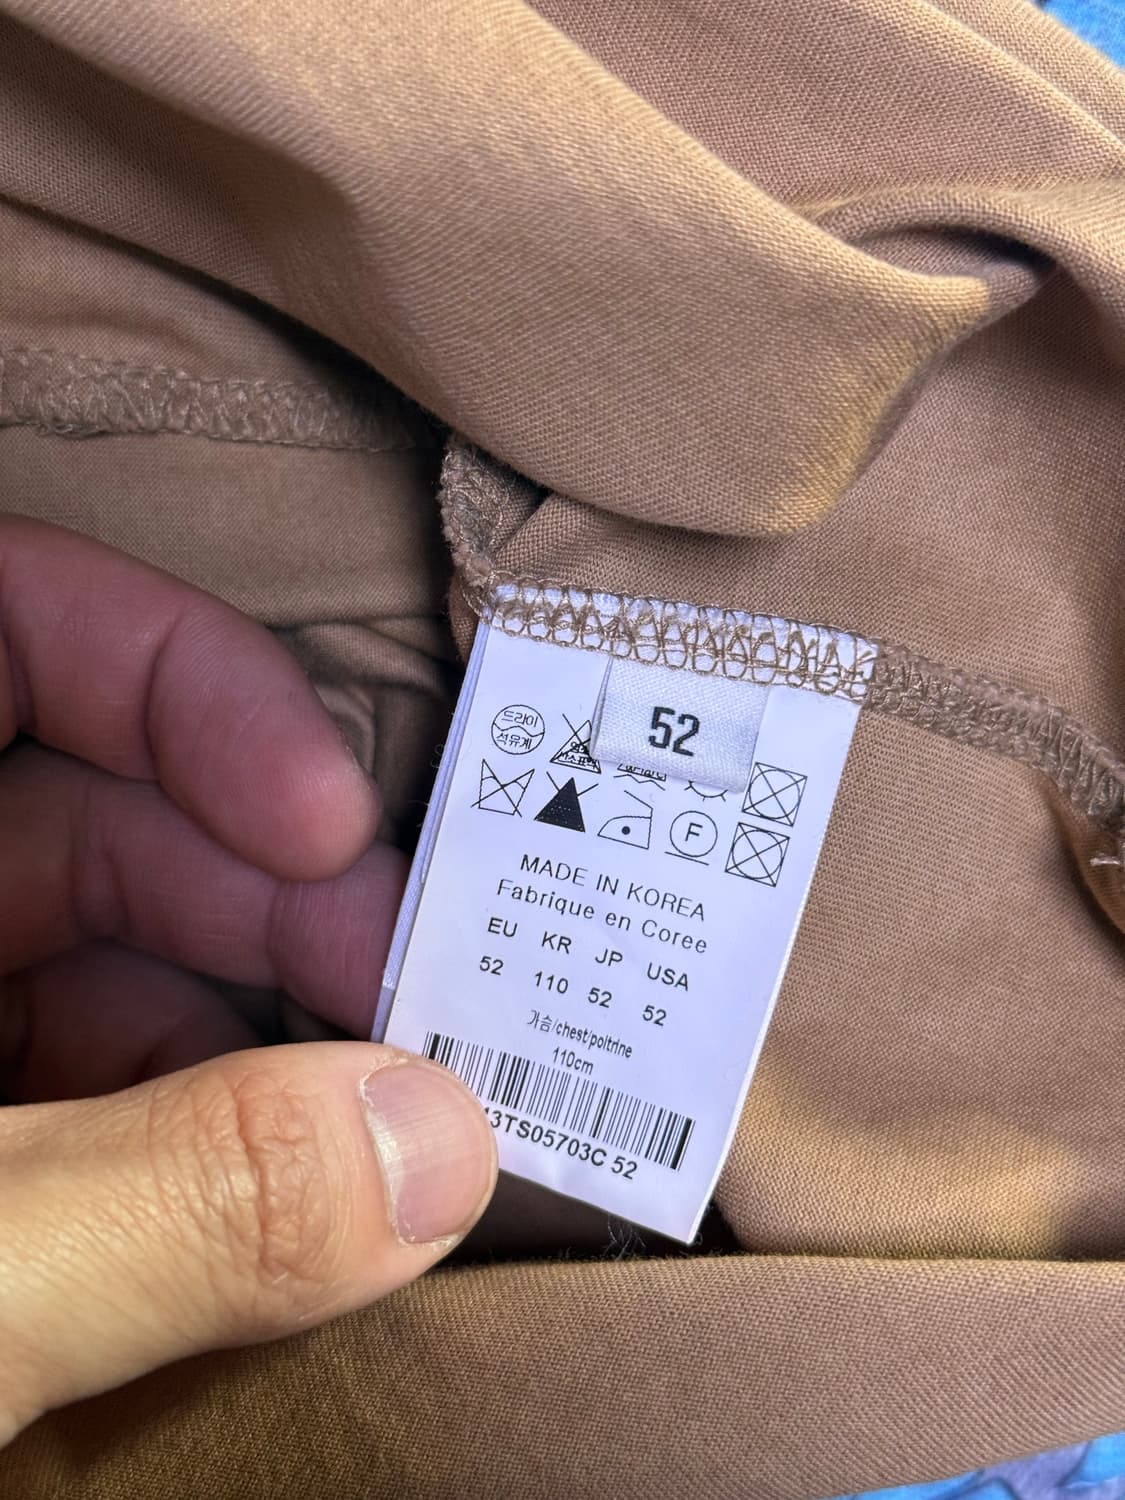 52
드라이
석유계
F
MADE IN KOREA
Fabrique en Coree
EU KR JP USA
52 110 52 52
가슴/chest/poitrine
110cm
13TS05703C 52